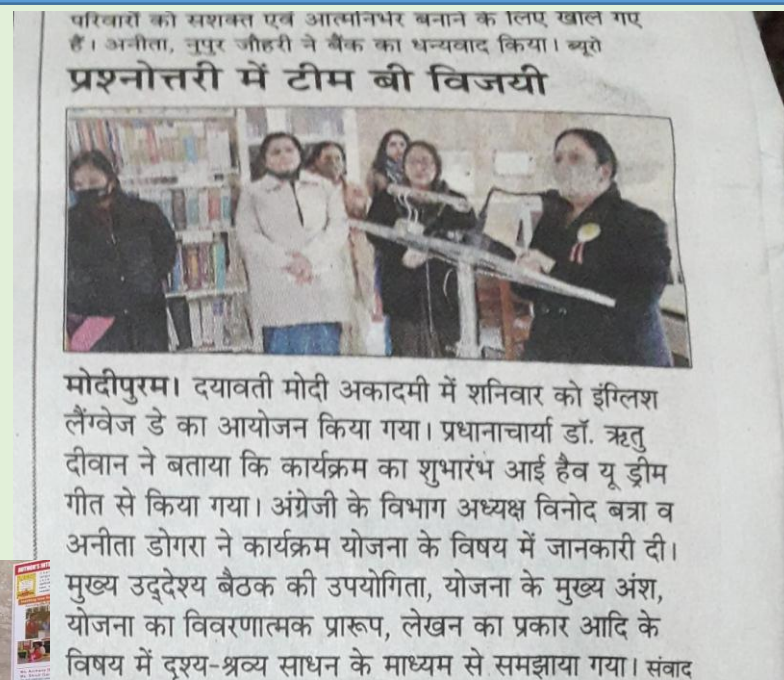 परिवारों को सशक्त एवं आत्मनिर्भर बनाने के लिए खोले गए
हैं। अनीता, नुपुर जौहरी ने बैंक का धन्यवाद किया। ब्यूरो
प्रश्नोत्तरी में टीम बी विजयी
मोदीपुरम। दयावती मोदी अकादमी में शनिवार को इंग्लिश
लैंग्वेज डे का आयोजन किया गया। प्रधानाचार्या डॉ. ऋतु
दीवान ने बताया कि कार्यक्रम का शुभारंभ आई हैव यू ड्रीम
गीत से किया गया। अंग्रेजी के विभाग अध्यक्ष विनोद बत्रा व
अनीता डोगरा ने कार्यक्रम योजना के विषय में जानकारी दी।
मुख्य उद्देश्य बैठक की उपयोगिता, योजना के मुख्य अंश,
योजना का विवरणात्मक प्रारूप, लेखन का प्रकार आदि के
विषय में दृश्य-श्रव्य साधन के माध्यम से समझाया गया। संवाद